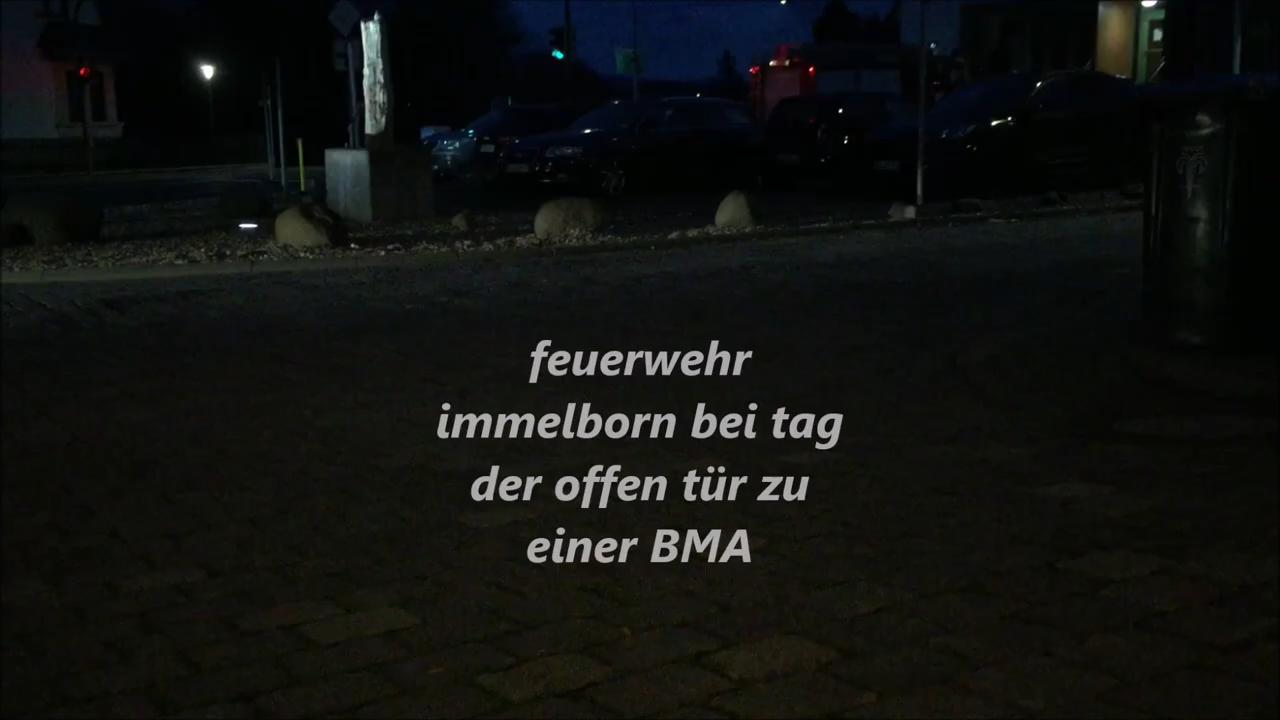 feuerwehr
immelborn bei tag
der offen tür zu
einer BMA